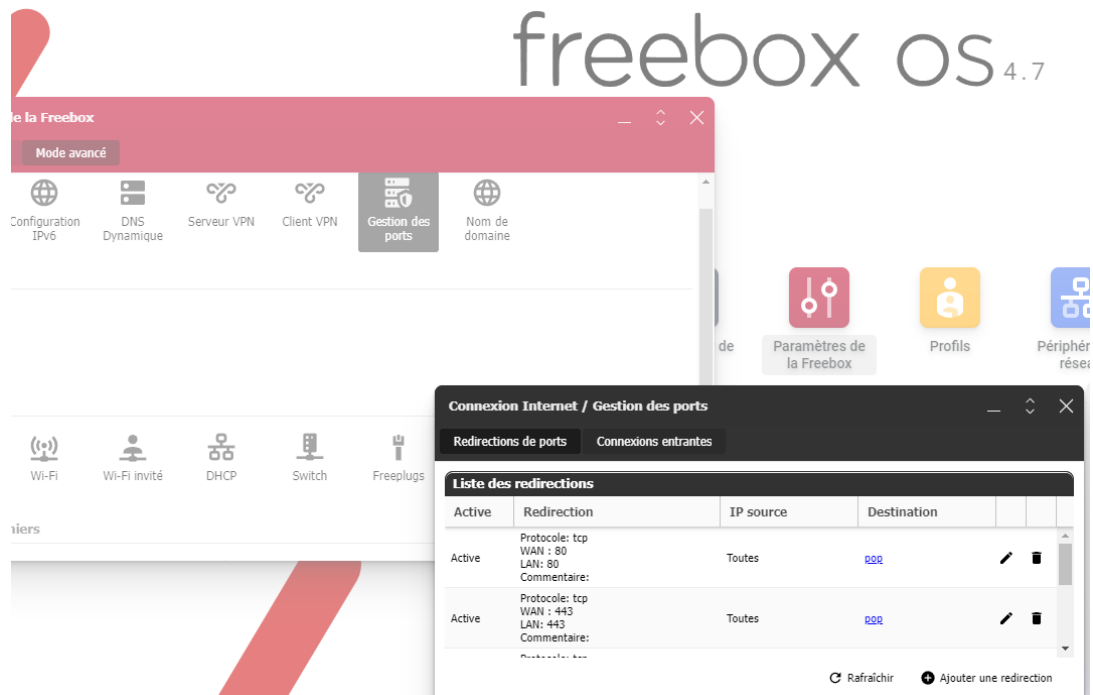 freebox os 4.7
de la Freebox
Mode avancé
Configuration IPv6
DNS Dynamique
Serveur VPN
Client VPN
Gestion des ports
Nom de domaine
de
Paramètres de la Freebox
Profils
Périphér
résea
Wi-Fi
Wi-Fi invité
DHCP
Switch
Freeplugs
niers
Connexion Internet / Gestion des ports
Redirections de ports
Connexions entrantes
Liste des redirections
Active
Redirection
IP source
Destination
Active
Protocole: tcp
WAN : 80
LAN: 80
Commentaire:
Toutes
pop
Active
Protocole: tcp
WAN : 443
LAN: 443
Commentaire:
Toutes
pop
Rafraîchir
Ajouter une redirection